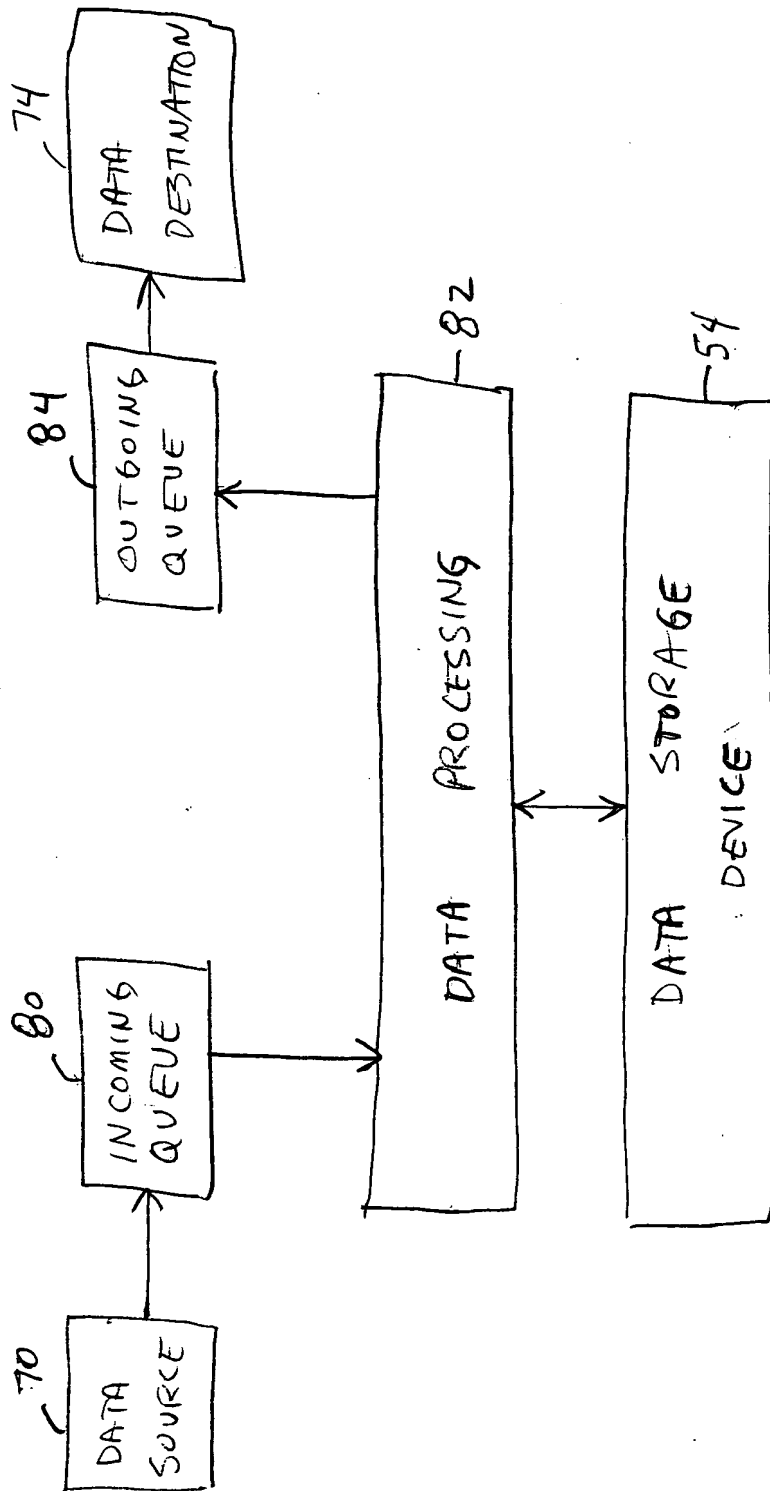 70
DATA
SOURCE
80
INCOMING
QUEUE
84
OUTGOING
QUEUE
74
DATA
DESTINATION
DATA PROCESSING
82
DATA STORAGE
DEVICE
54